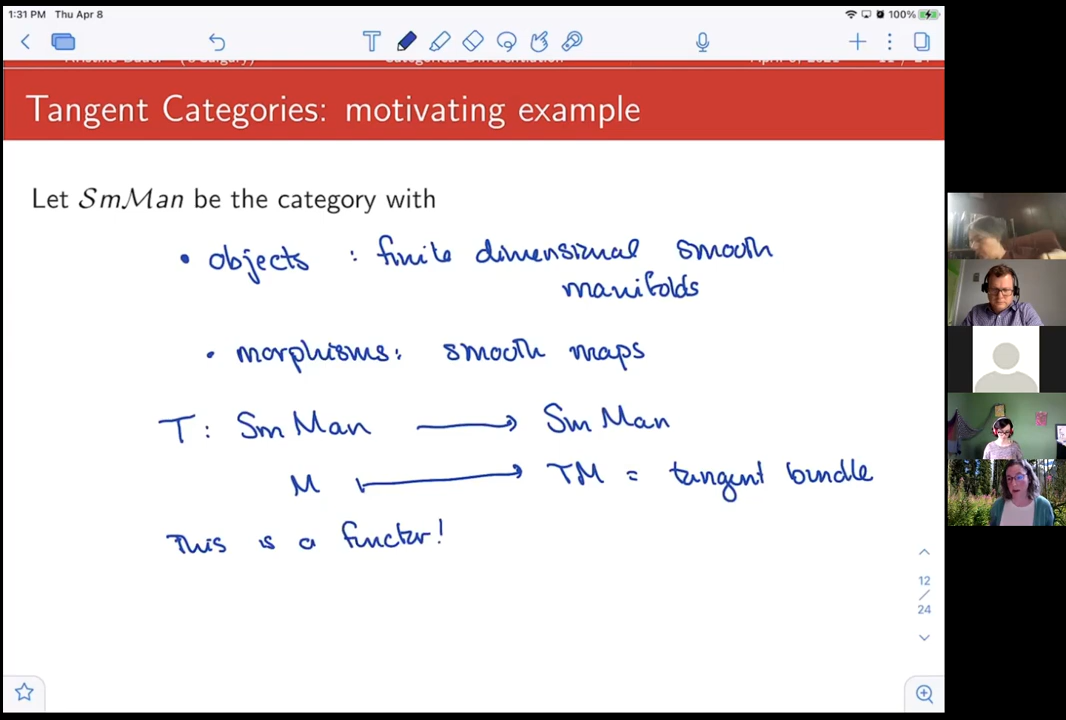 1:31 PM Thu Apr 8
100%
Tangent Categories: motivating example
Let SmMan be the category with
• objects : finite dimensional smooth
manifolds
• morphisms: smooth maps
T: SmMan → SmMan
M ↦ TM = tangent bundle
This is a functor!
12
/
24